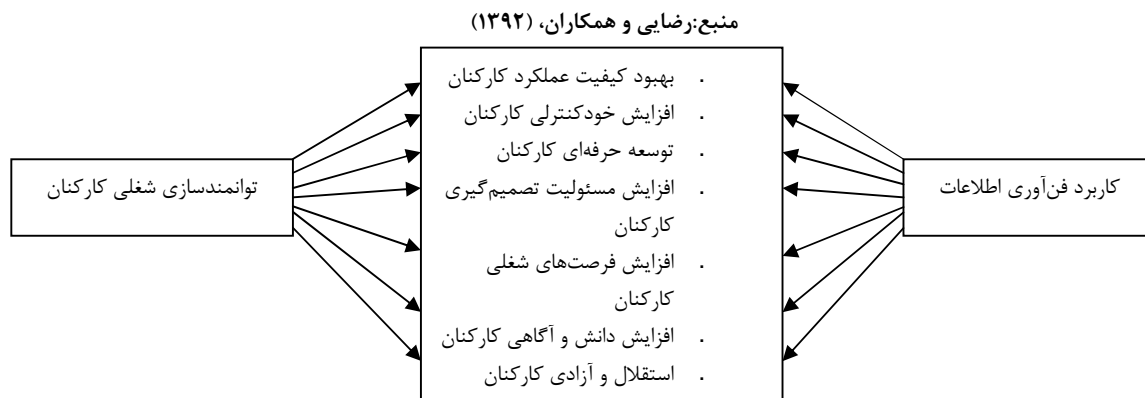 منبع:رضایی و همکاران، (۱۳۹۲)
کاربرد فن‌آوری اطلاعات
. بهبود کیفیت عملکرد کارکنان
. افزایش خودکنترلی کارکنان
. توسعه حرفه‌ای کارکنان
. افزایش مسئولیت تصمیم‌گیری
کارکنان
. افزایش فرصت‌های شغلی
کارکنان
. افزایش دانش و آگاهی کارکنان
. استقلال و آزادی کارکنان
توانمندسازی شغلی کارکنان